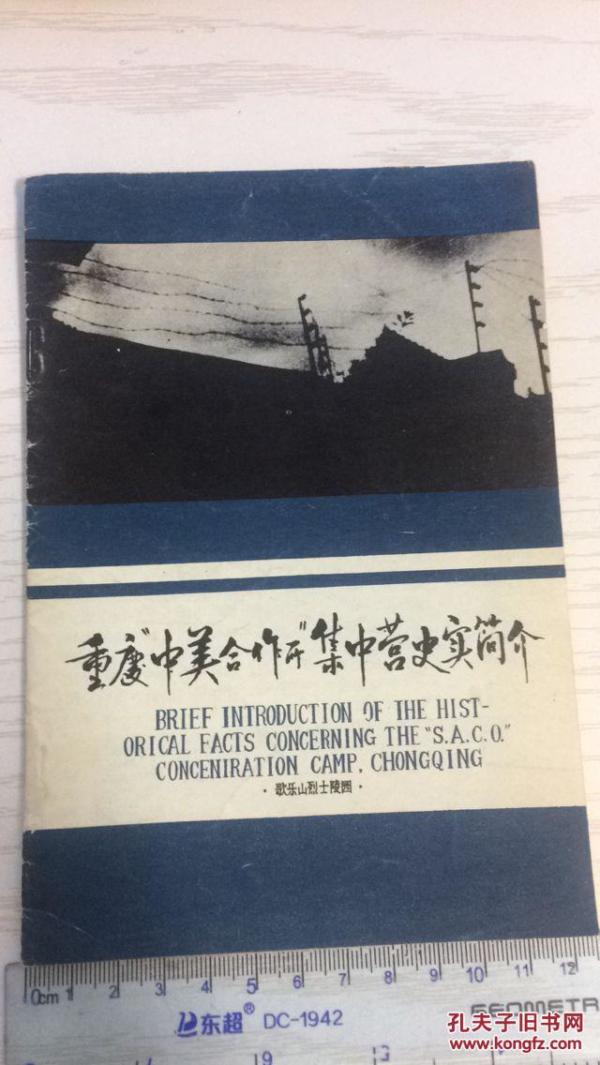 重庆"中美合作所"集中营史实简介
BRIEF INTRODUCTION OF THE HIST-
ORICAL FACTS CONCERNING THE "S.A.C.O."
CONCENIRATION CAMP, CHONGQING
·歌乐山烈士陵园·
0cm 1 2 3 4 5 6 7 8 9 10 11 12
东超® DC-1942
GEOMETR
孔夫子旧书网
kongfz.com